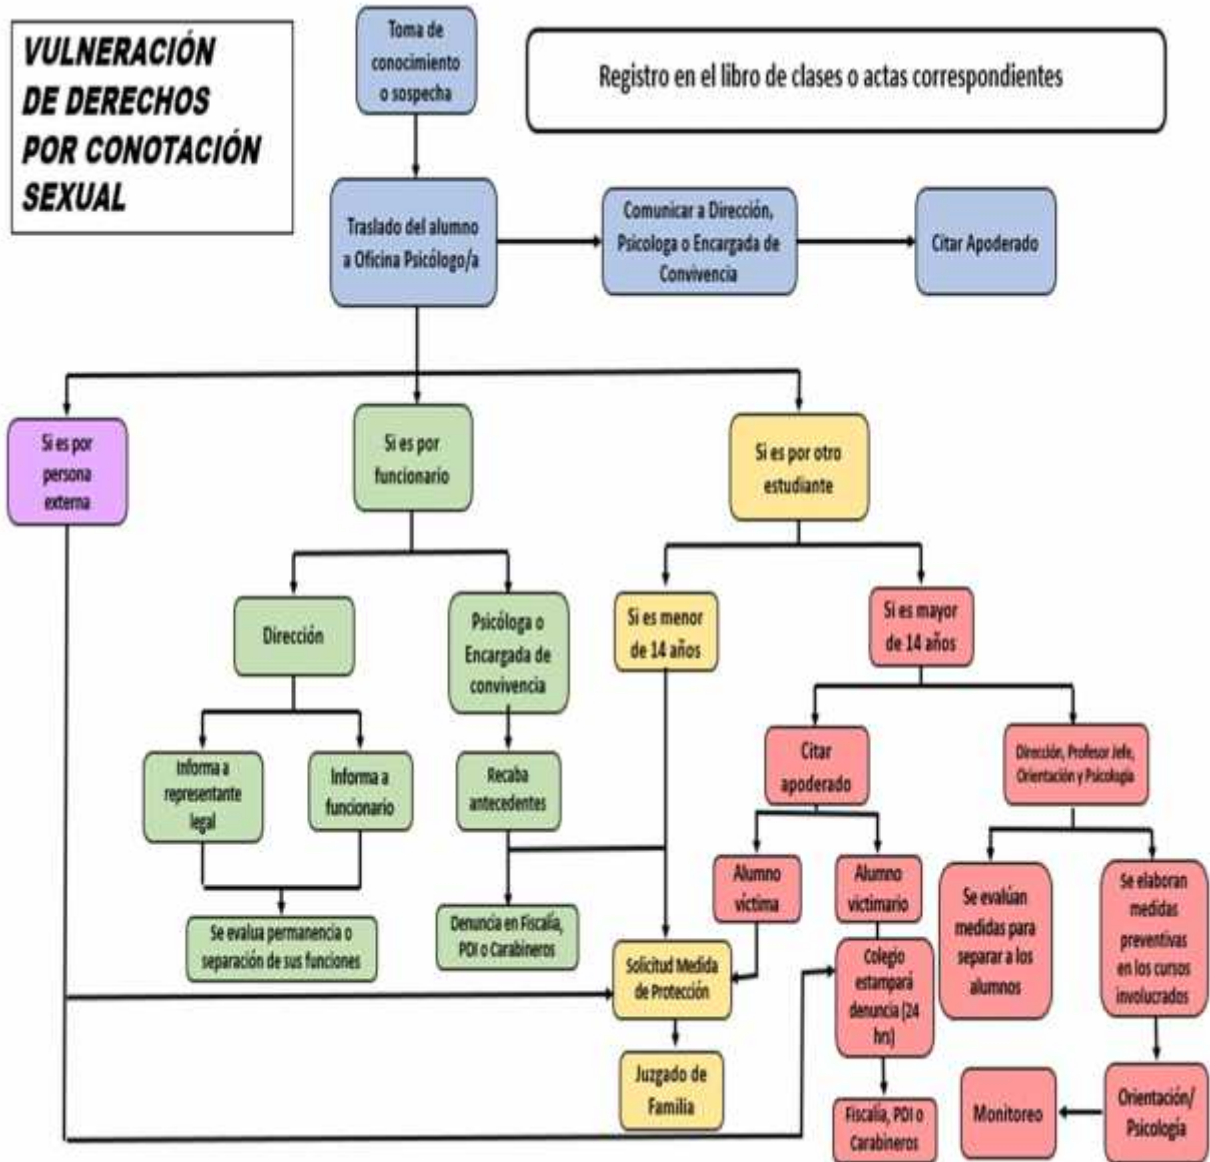 VULNERACIÓN
DE DERECHOS
POR CONOTACIÓN
SEXUAL
Toma de
conocimiento
o sospecha
Registro en el libro de clases o actas correspondientes
Traslado del alumno
a Oficina Psicólogo/a
Comunicar a Dirección,
Psicologa o Encargada de
Convivencia
Citar Apoderado
Si es por
persona
externa
Si es por
funcionario
Si es por otro
estudiante
Dirección
Psicóloga o
Encargada de
convivencia
Si es menor
de 14 años
Si es mayor
de 14 años
Informa a
representante
legal
Informa a
funcionario
Recaba
antecedentes
Citar
apoderado
Dirección, Profesor Jefe,
Orientación y Psicologia
Se evalua permanencia o
separación de sus funciones
Denuncia en Fiscalía,
PDI o Carabineros
Alumno
víctima
Alumno
victimario
Se evalúan
medidas para
separar a los
alumnos
Se elaboran
medidas
preventivas
en los cursos
involucrados
Solicitud Medida
de Protección
Colegio
estampará
denuncia (24
hrs)
Juzgado de
Familia
Fiscalía, PDI o
Carabineros
Monitoreo
Orientación/
Psicología